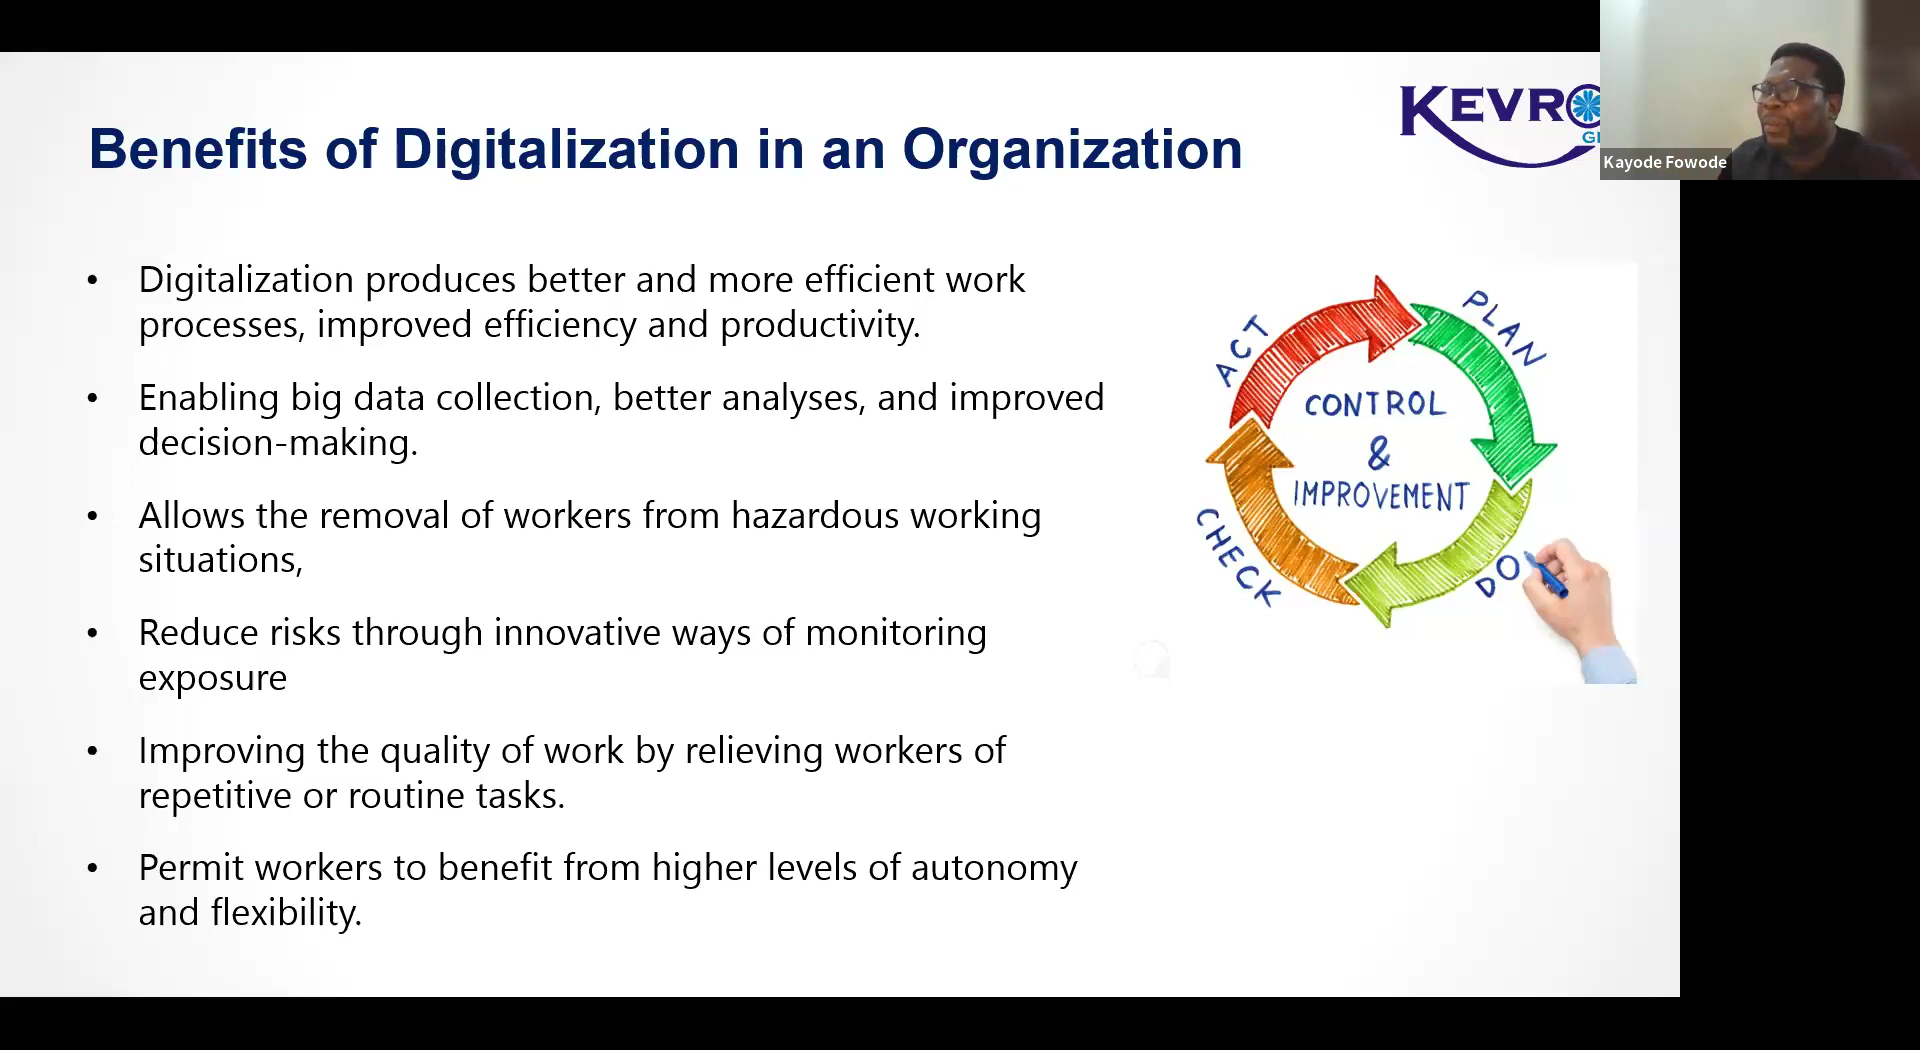 Benefits of Digitalization in an Organization
KEVRO
Kayode Fowode
• Digitalization produces better and more efficient work
processes, improved efficiency and productivity.
• Enabling big data collection, better analyses, and improved
decision-making.
• Allows the removal of workers from hazardous working
situations,
• Reduce risks through innovative ways of monitoring
exposure
• Improving the quality of work by relieving workers of
repetitive or routine tasks.
• Permit workers to benefit from higher levels of autonomy
and flexibility.
ACT
PLAN
CONTROL
&
IMPROVEMENT
CHECK
DO